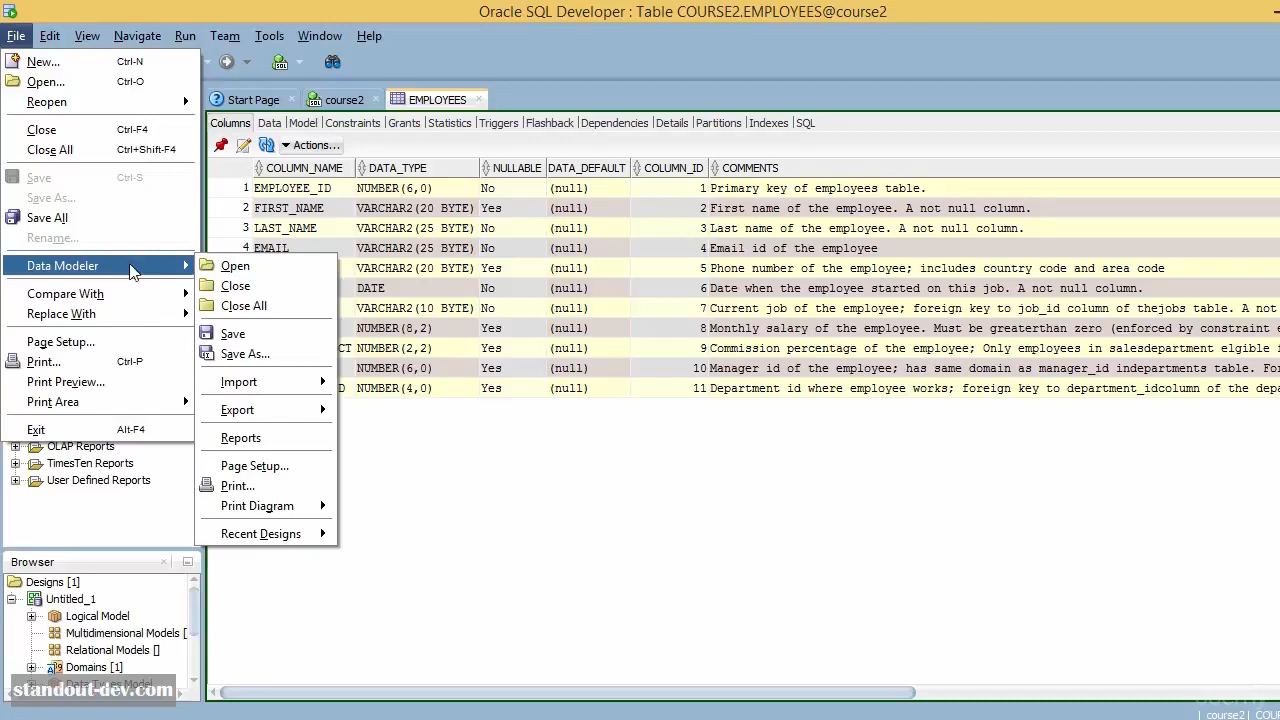 Oracle SQL Developer : Table COURSE2.EMPLOYEES@course2
File Edit View Navigate Run Team Tools Window Help
New... Ctrl-N
Open... Ctrl-O
Reopen
Close Ctrl-F4
Close All Ctrl+Shift-F4
Save Ctrl-S
Save As...
Save All
Rename...
Data Modeler
Compare With
Replace With
Page Setup...
Print... Ctrl-P
Print Preview...
Print Area
Exit Alt-F4
Open
Close
Close All
Save
Save As...
Import
Export
Reports
Page Setup...
Print...
Print Diagram
Recent Designs
Start Page course2 EMPLOYEES
Columns Data Model Constraints Grants Statistics Triggers Flashback Dependencies Details Partitions Indexes SQL
Actions...
COLUMN_NAME DATA_TYPE NULLABLE DATA_DEFAULT COLUMN_ID COMMENTS
1 EMPLOYEE_ID NUMBER(6,0) No (null) 1 Primary key of employees table.
2 FIRST_NAME VARCHAR2(20 BYTE) Yes (null) 2 First name of the employee. A not null column.
3 LAST_NAME VARCHAR2(25 BYTE) No (null) 3 Last name of the employee. A not null column.
4 EMAIL VARCHAR2(25 BYTE) No (null) 4 Email id of the employee
VARCHAR2(20 BYTE) Yes (null) 5 Phone number of the employee; includes country code and area code
DATE No (null) 6 Date when the employee started on this job. A not null column.
VARCHAR2(10 BYTE) No (null) 7 Current job of the employee; foreign key to job_id column of thejobs table. A not
NUMBER(8,2) Yes (null) 8 Monthly salary of the employee. Must be greaterthan zero (enforced by constraint
CT NUMBER(2,2) Yes (null) 9 Commission percentage of the employee; Only employees in salesdepartment elgible
NUMBER(6,0) Yes (null) 10 Manager id of the employee; has same domain as manager_id indepartments table.
D NUMBER(4,0) Yes (null) 11 Department id where employee works; foreign key to department_idcolumn of the
OLAP Reports
TimesTen Reports
User Defined Reports
Browser
Designs [1]
Untitled_1
Logical Model
Multidimensional Models [
Relational Models []
Domains [1]
Data Types Model
standout-dev.com
course2